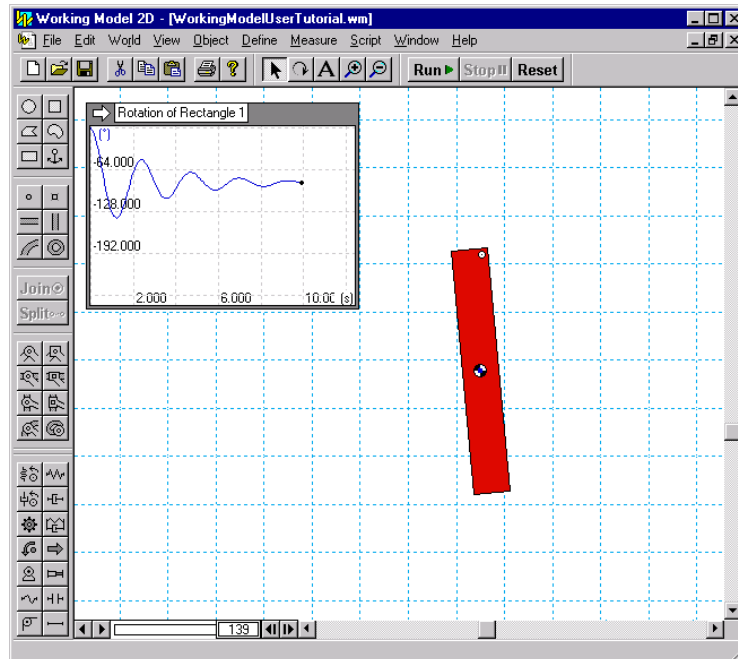 Working Model 2D - [WorkingModelUserTutorial.wm]
File Edit World View Object Define Measure Script Window Help
A Run Stop Reset
Rotation of Rectangle 1
(°)
-64.000
-128.000
-192.000
2.000 6.000 10.00 (s)
Join
Split
139